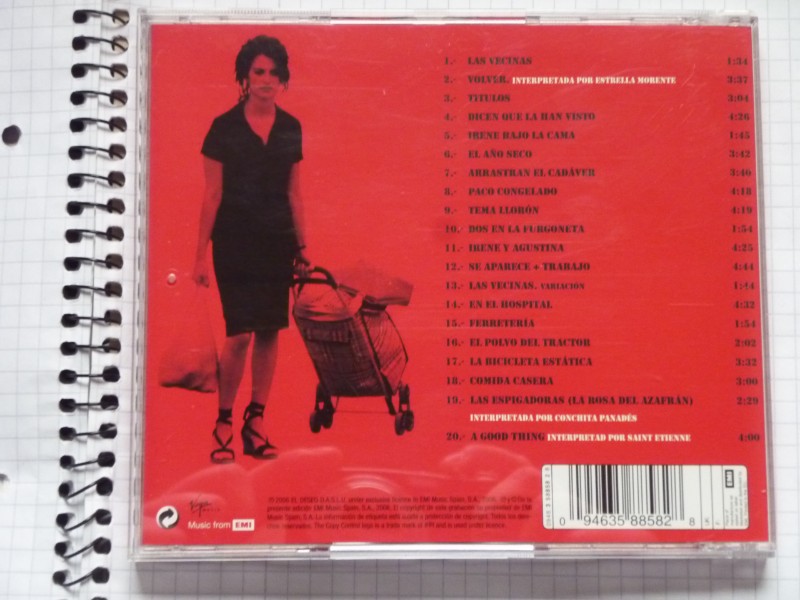 1.- LAS VECINAS 1:34
2.- VOLVER. INTERPRETADA POR ESTRELLA MORENTE 3:37
3.- TITULOS 3:04
4.- DICEN QUE LA HAN VISTO 4:26
5.- IRENE BAJO LA CAMA 1:45
6.- EL AÑO SECO 3:42
7.- ARRASTRAN EL CADÁVER 3:46
8.- PACO CONGELADO 4:18
9.- TEMA LLORÓN 4:19
10.- DOS EN LA FURGONETA 1:54
11.- IRENE Y AGUSTINA 4:25
12.- SE APARECE + TRABAJO 4:44
13.- LAS VECINAS. VARIACIÓN 1:44
14.- EN EL HOSPITAL 4:32
15.- FERRETERÍA 1:54
16.- EL POLVO DEL TRACTOR 2:02
17.- LA BICICLETA ESTÁTICA 3:32
18.- COMIDA CASERA 3:00
19.- LAS ESPIGADORAS (LA ROSA DEL AZAFRÁN) 2:29
INTERPRETADA POR CONCHITA PANADÉS
20.- A GOOD THING INTERPRETAD POR SAINT ETIENNE 4:00
Music from EMI
EMI
0 94635 88582 8